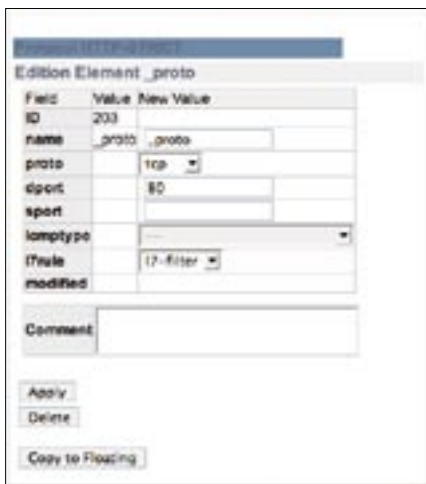 Protocol HTTP-STRICT
Edition Element _proto
Field Value New Value
ID 203
name _proto _proto
proto tcp
dport 80
sport
icmptype ---
l7rule l7-filter
modified
Comment
Apply
Delete
Copy to Floating